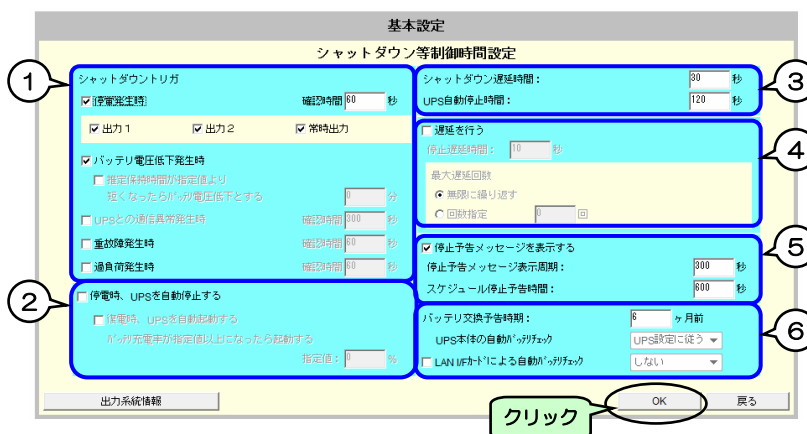 基本設定
シャットダウン等制御時間設定
①
シャットダウントリガ
停電発生時 確認時間 60 秒
出力1 出力2 常時出力
バッテリ電圧低下発生時
推定保持時間が指定値より
短くなったらバッテリ電圧低下とする 0 分
UPSとの通信異常発生時 確認時間 300 秒
重故障発生時 確認時間 60 秒
過負荷発生時 確認時間 60 秒
②
停電時、UPSを自動停止する
復電時、UPSを自動起動する
バッテリ充電率が指定値以上になったら起動する
指定値: 0 %
③
シャットダウン遅延時間: 30 秒
UPS自動停止時間: 120 秒
④
遅延を行う
停止遅延時間: 10 秒
最大遅延回数
無限に繰り返す
回数指定 0 回
⑤
停止予告メッセージを表示する
停止予告メッセージ表示周期: 300 秒
スケジュール停止予告時間: 600 秒
⑥
バッテリ交換予告時期: 6 ヶ月前
UPS本体の自動バッテリチェック UPS設定に従う
LAN I/Fカードによる自動バッテリチェック しない
出力系統情報 OK 戻る
クリック